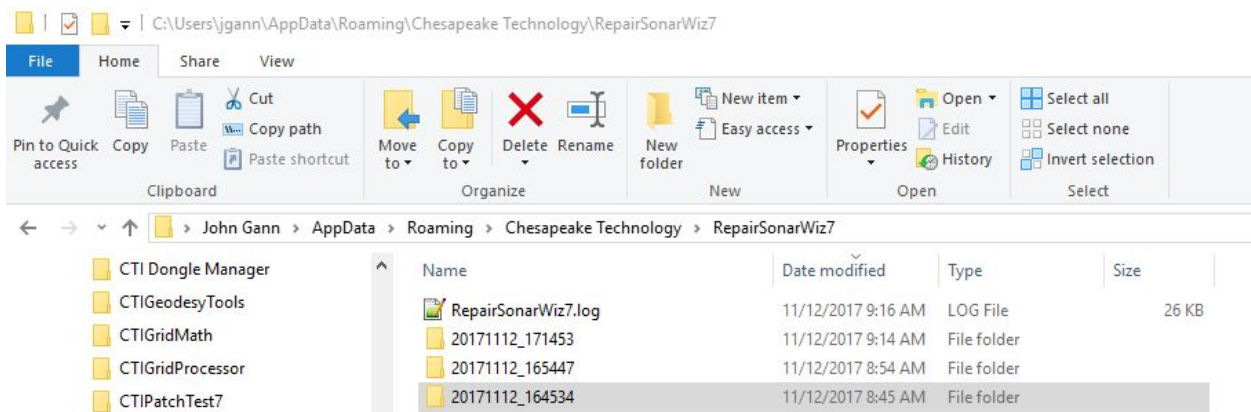 C:\Users\jgann\AppData\Roaming\Chesapeake Technology\RepairSonarWiz7
File Home Share View
Pin to Quick access
Copy
Paste
Cut
Copy path
Paste shortcut
Clipboard
Move to
Copy to
Delete
Rename
Organize
New folder
New item
Easy access
New
Properties
Open
Edit
History
Open
Select all
Select none
Invert selection
Select
John Gann > AppData > Roaming > Chesapeake Technology > RepairSonarWiz7
CTI Dongle Manager
CTIGeodesyTools
CTIGridMath
CTIGridProcessor
CTIPatchTest7
Name Date modified Type Size
RepairSonarWiz7.log 11/12/2017 9:16 AM LOG File 26 KB
20171112_171453 11/12/2017 9:14 AM File folder
20171112_165447 11/12/2017 8:54 AM File folder
20171112_164534 11/12/2017 8:45 AM File folder